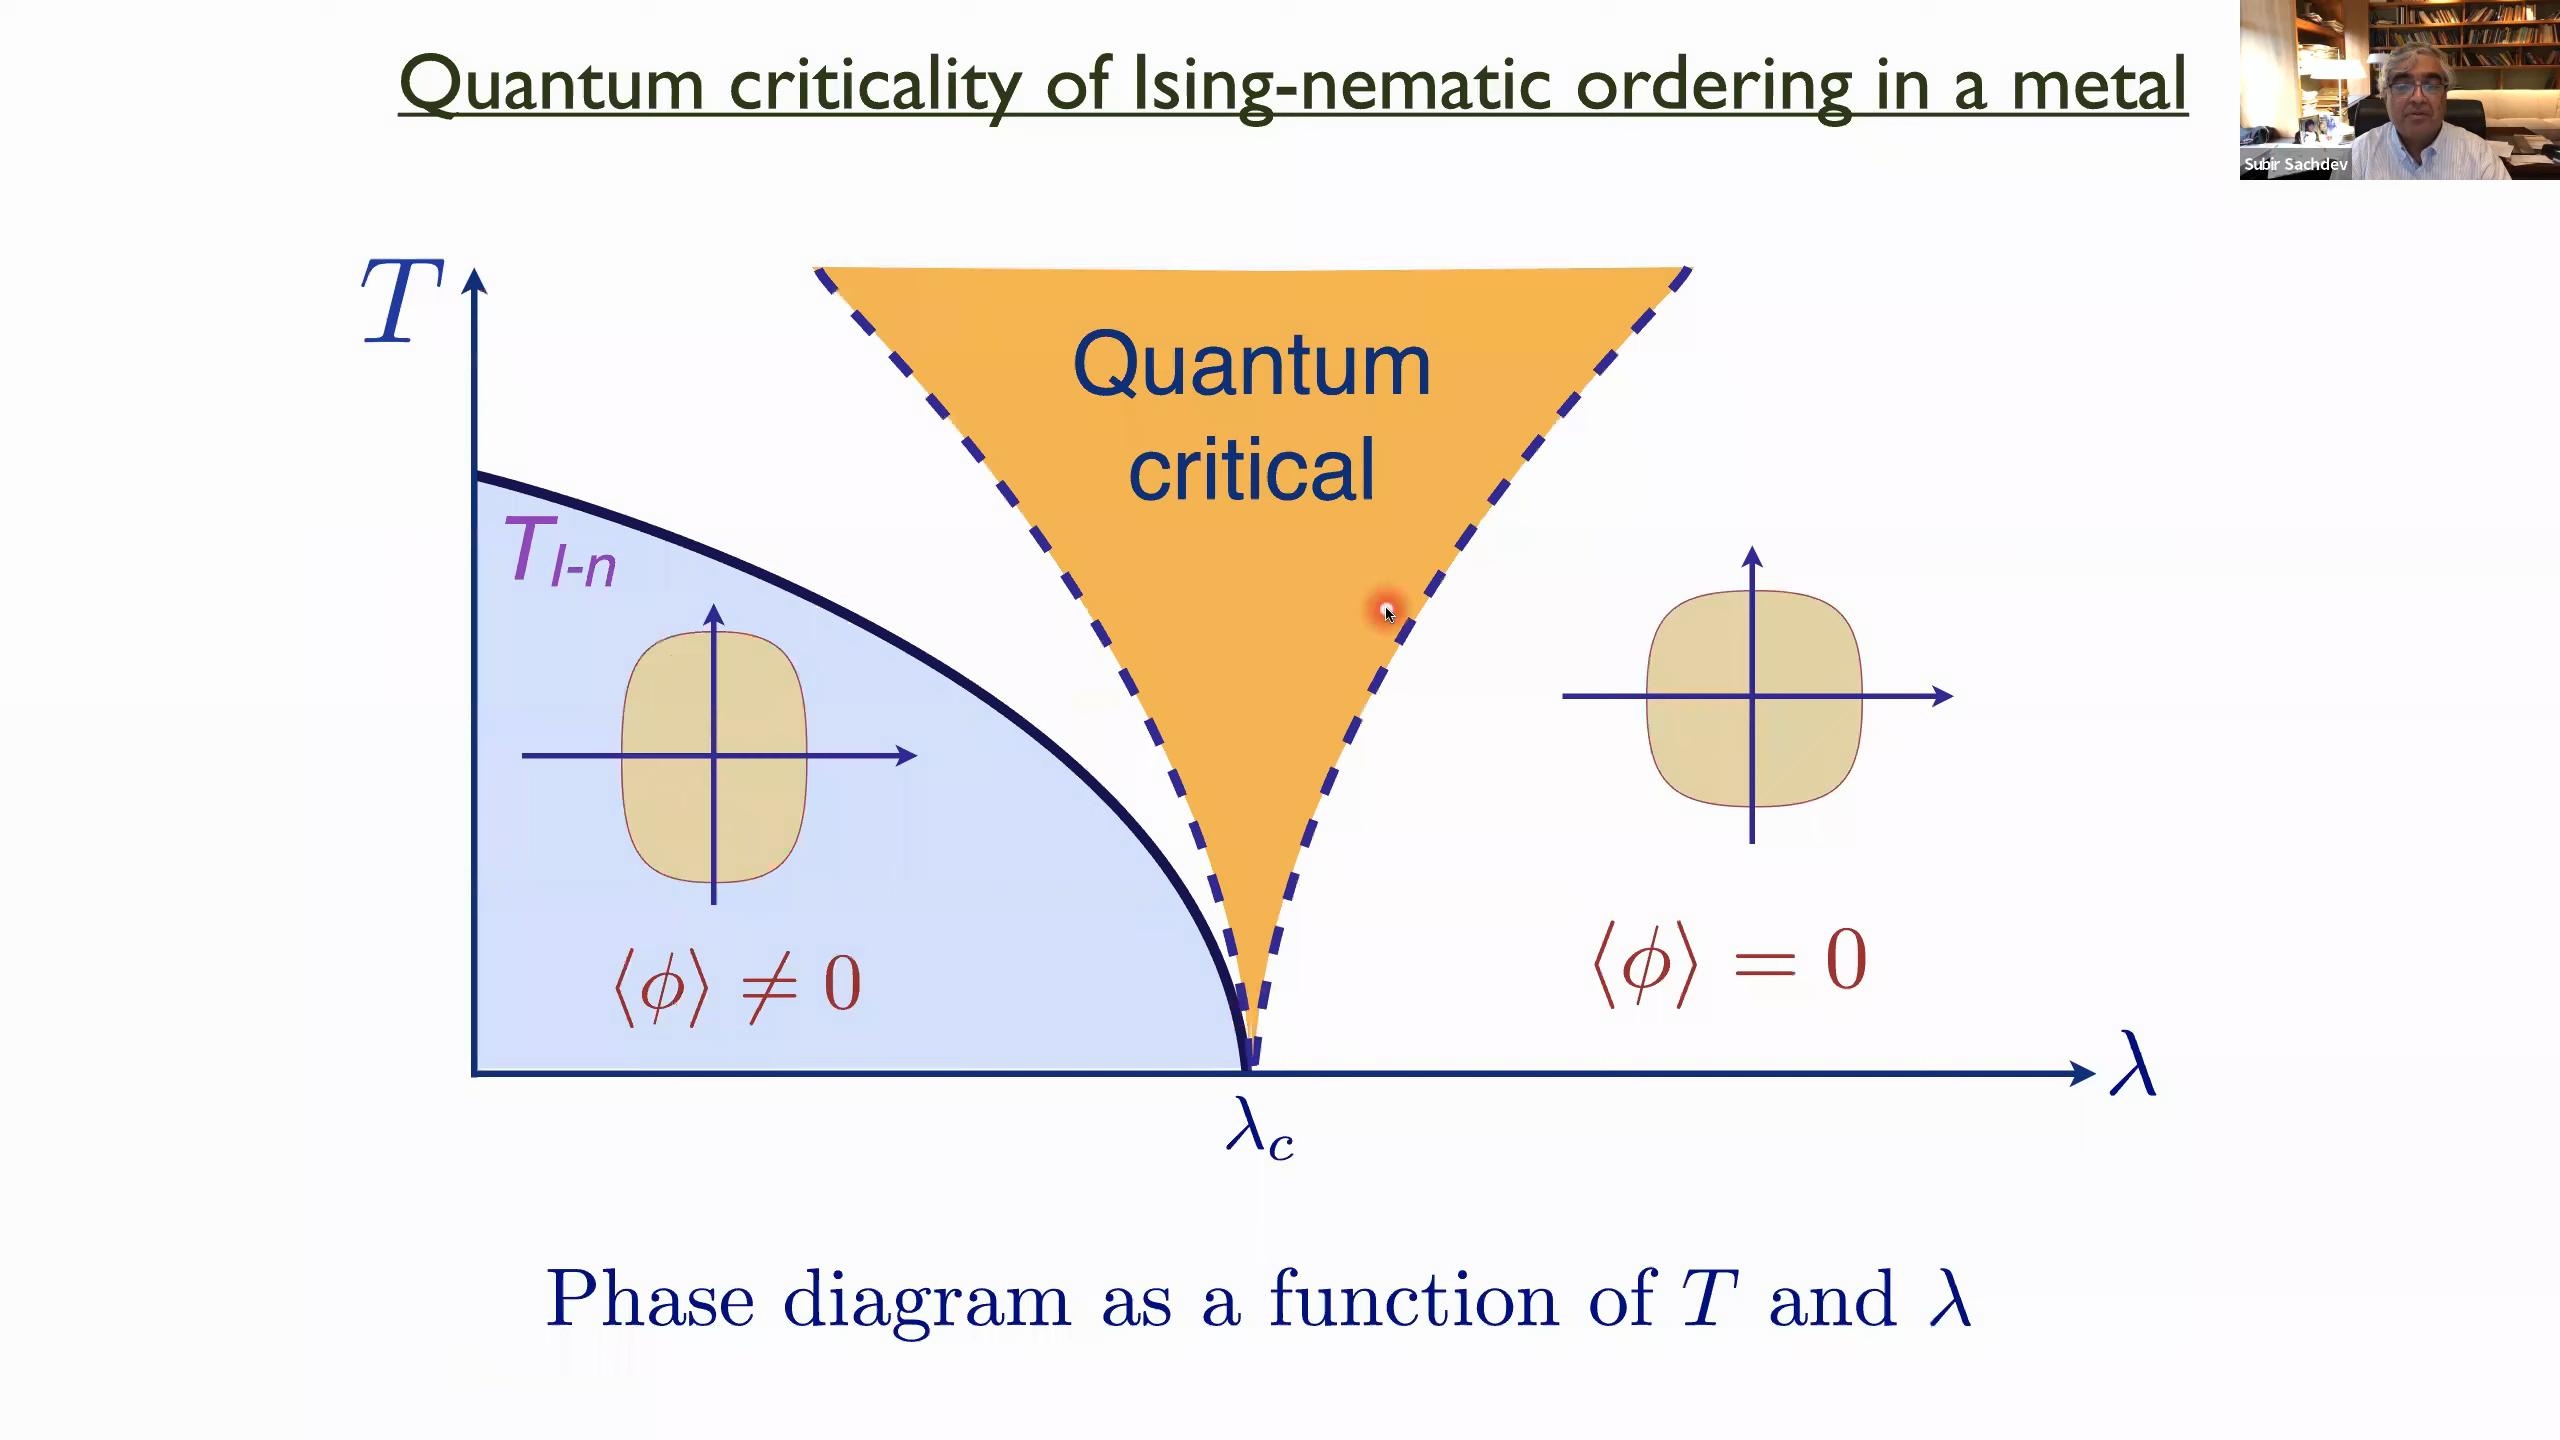 Quantum criticality of Ising-nematic ordering in a metal
Subir Sachdev
T
Quantum
critical
T_{I-n}
⟨ϕ⟩ ≠ 0
⟨ϕ⟩ = 0
λ
λ_c
Phase diagram as a function of T and λ